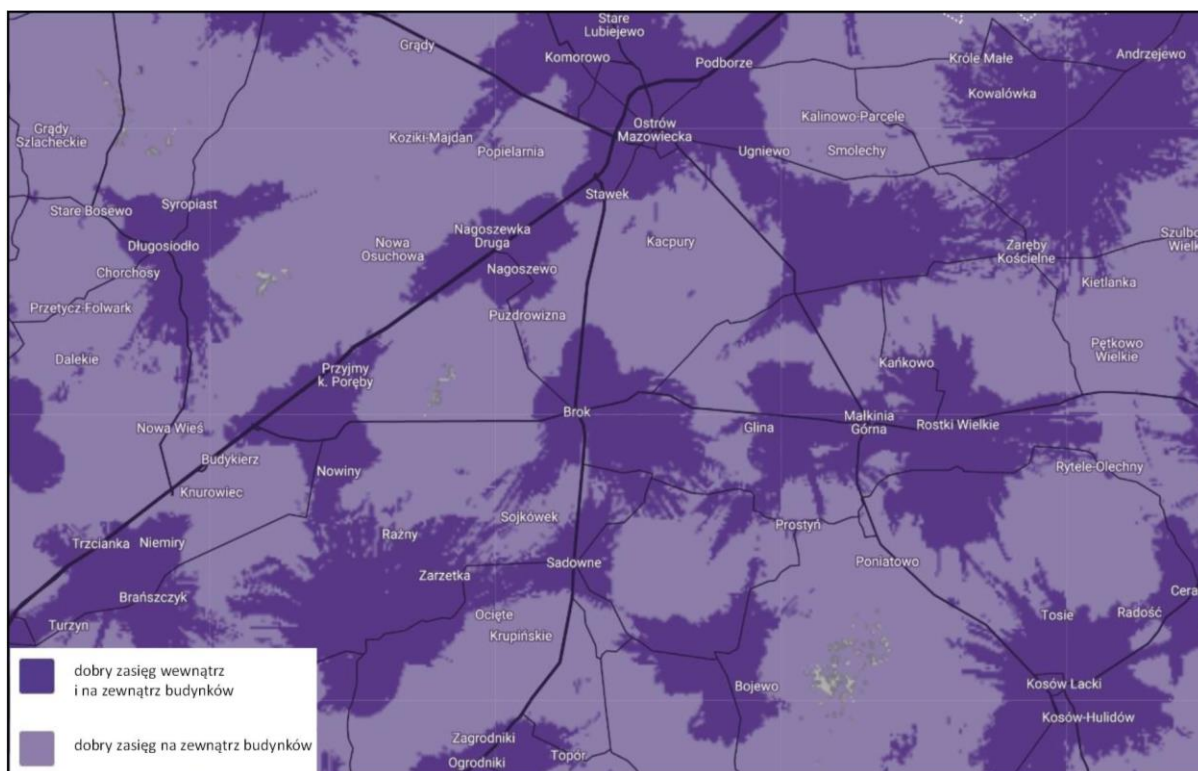 Stare
Lubiejewo
Grądy
Komorowo
Podborze
Króle Małe
Andrzejewo
Kowalówka
Grądy
Szlacheckie
Koziki-Majdan
Popielarnia
Ostrów
Mazowiecka
Kalinowo-Parcele
Ugniewo
Smolechy
Stawek
Stare Bosewo
Syropiast
Długosiodło
Nowa
Osuchowa
Nagoszewka
Druga
Kacpury
Zaręby
Kościelne
Chorchosy
Nagoszewo
Kietlanka
Przetycz-Folwark
Puzdrowizna
Dalekie
Przyjmy
k. Poręby
Kańkowo
Pętkowo
Wielkie
Nowa Wieś
Brok
Glina
Małkinia
Górna
Rostki Wielkie
Budykierz
Nowiny
Rytele-Olechny
Knurowiec
Sojkówek
Prostyń
Trzcianka
Niemiry
Rażny
Sadowne
Poniatowo
Zarzetka
Brańszczyk
Ocięte
Tosie
Radość
Turzyn
Krupińskie
dobry zasięg wewnątrz
i na zewnątrz budynków
Bojewo
Kosów Lacki
Kosów-Hulidów
dobry zasięg na zewnątrz budynków
Zagrodniki
Ogrodniki
Topór